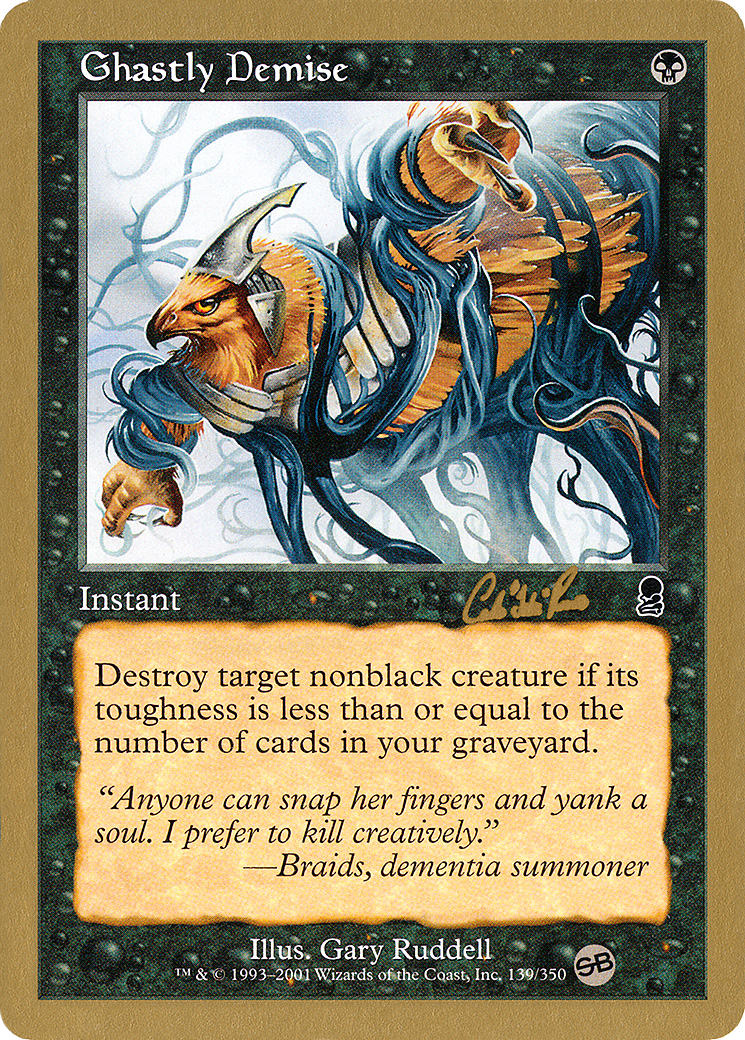 Ghastly Demise
Instant
Destroy target nonblack creature if its
toughness is less than or equal to the
number of cards in your graveyard.
“Anyone can snap her fingers and yank a
soul. I prefer to kill creatively.”
—Braids, dementia summoner
Illus. Gary Ruddell
™ & © 1993–2001 Wizards of the Coast, Inc. 139/350
SB